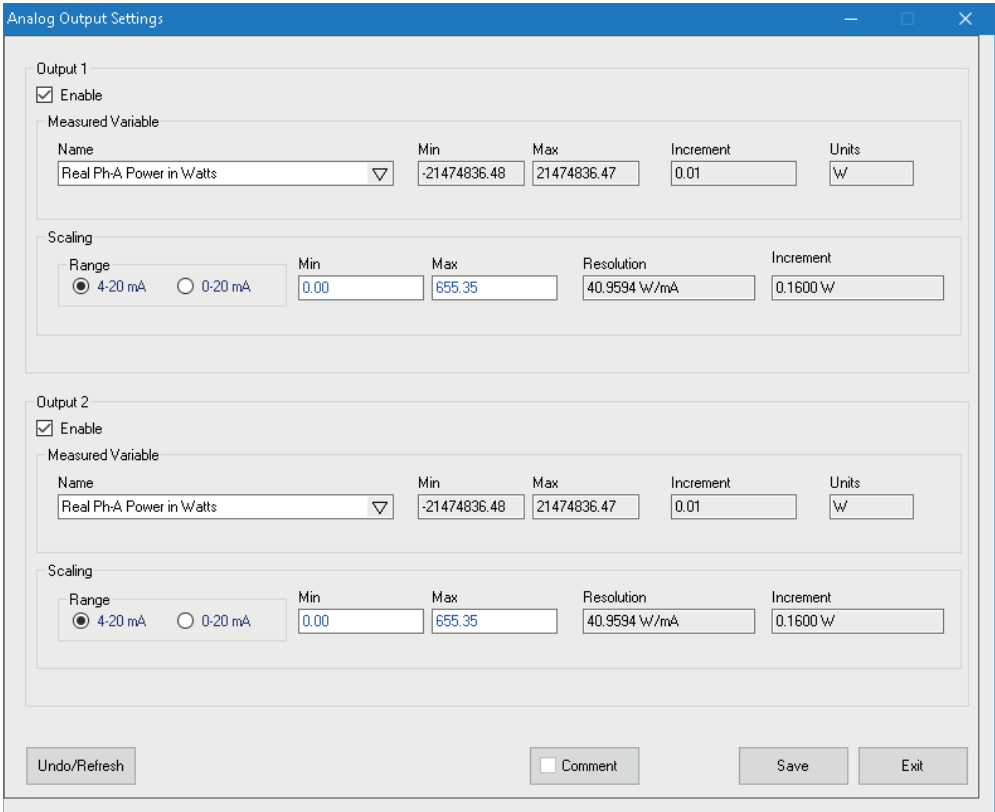 Analog Output Settings
Output 1
Enable
Measured Variable
Name Min Max Increment Units
Real Ph-A Power in Watts -21474836.48 21474836.47 0.01 W
Scaling
Range Min Max Resolution Increment
4-20 mA 0-20 mA 0.00 655.35 40.9594 W/mA 0.1600 W
Output 2
Enable
Measured Variable
Name Min Max Increment Units
Real Ph-A Power in Watts -21474836.48 21474836.47 0.01 W
Scaling
Range Min Max Resolution Increment
4-20 mA 0-20 mA 0.00 655.35 40.9594 W/mA 0.1600 W
Undo/Refresh Comment Save Exit